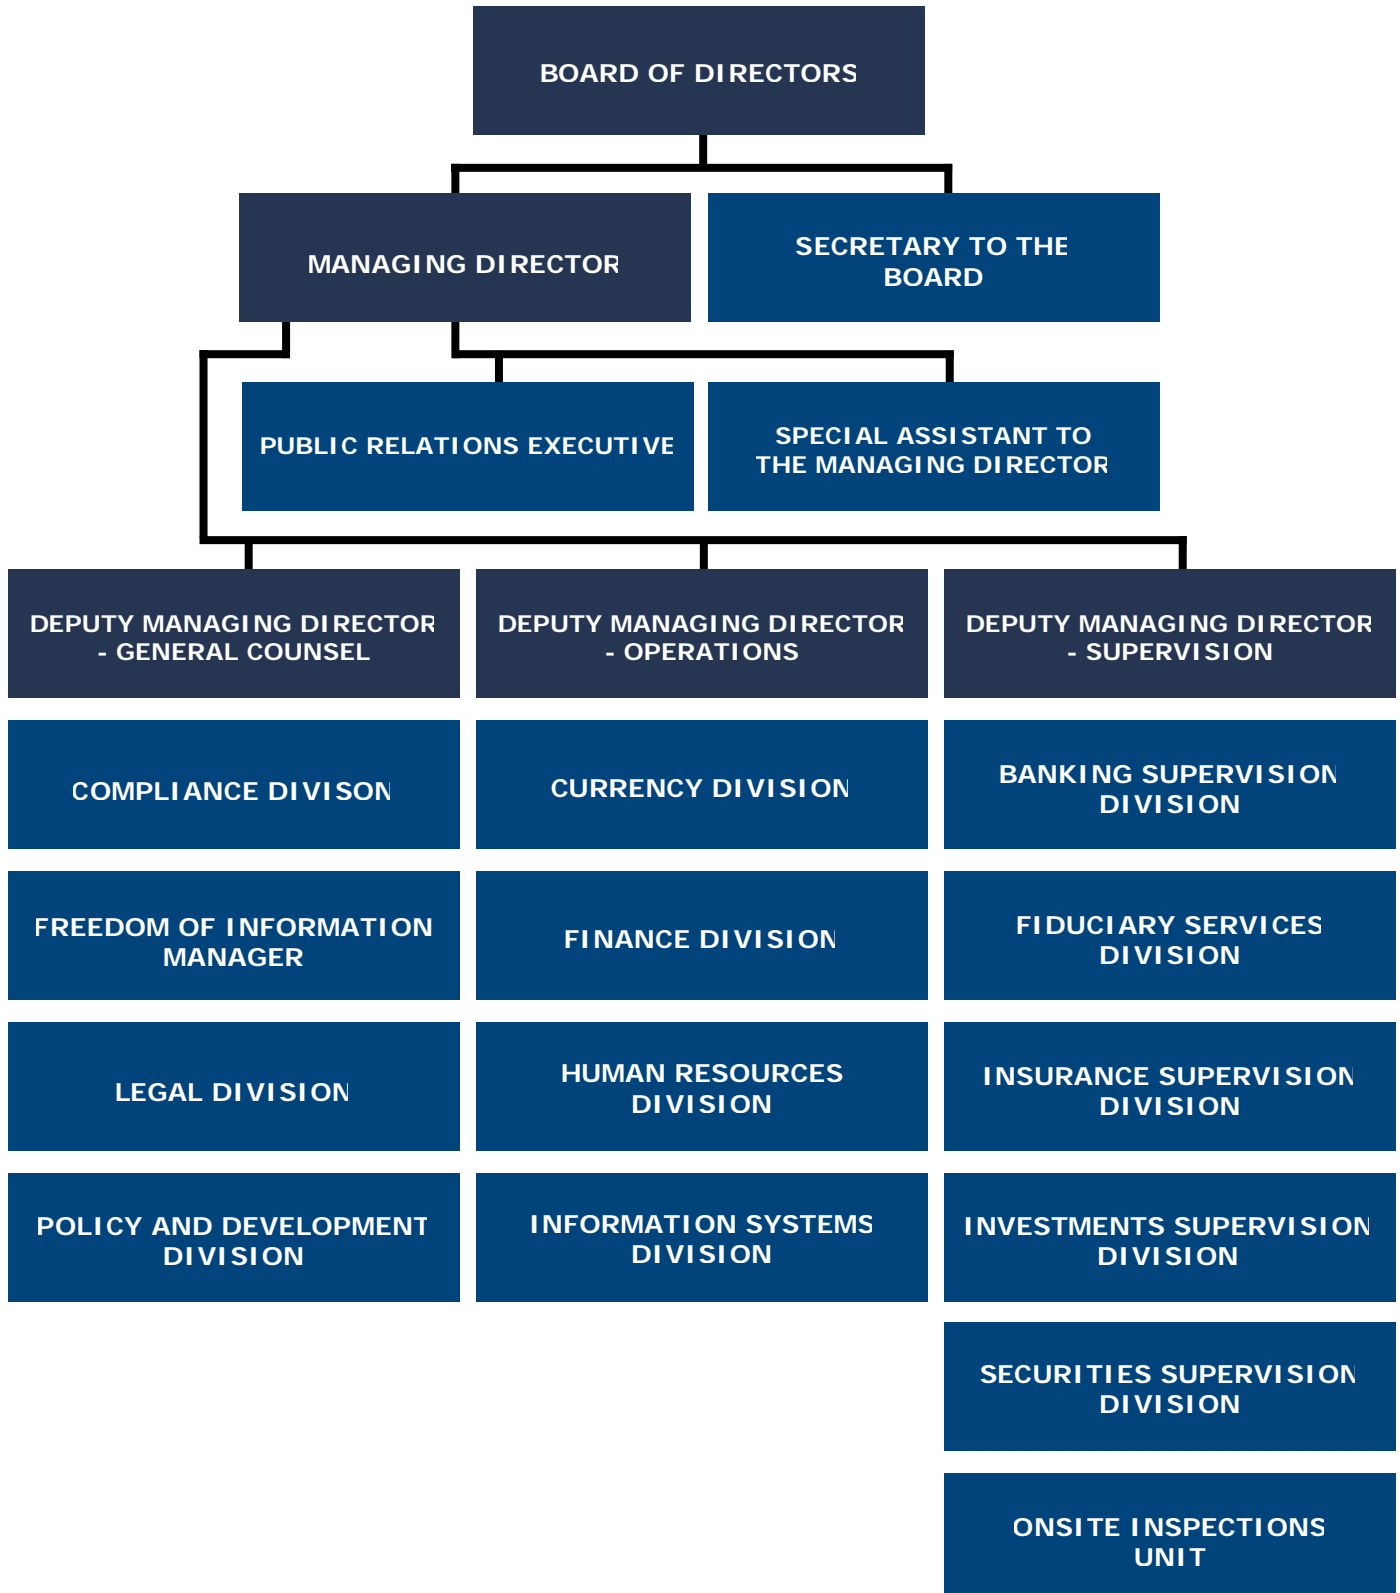 BOARD OF DIRECTORS
MANAGING DIRECTOR
SECRETARY TO THE
BOARD
PUBLIC RELATIONS EXECUTIVE
SPECIAL ASSISTANT TO
THE MANAGING DIRECTOR
DEPUTY MANAGING DIRECTOR
- GENERAL COUNSEL
DEPUTY MANAGING DIRECTOR
- OPERATIONS
DEPUTY MANAGING DIRECTOR
- SUPERVISION
COMPLIANCE DIVISON
CURRENCY DIVISION
BANKING SUPERVISION
DIVISION
FREEDOM OF INFORMATION
MANAGER
FINANCE DIVISION
FIDUCIARY SERVICES
DIVISION
LEGAL DIVISION
HUMAN RESOURCES
DIVISION
INSURANCE SUPERVISION
DIVISION
POLICY AND DEVELOPMENT
DIVISION
INFORMATION SYSTEMS
DIVISION
INVESTMENTS SUPERVISION
DIVISION
SECURITIES SUPERVISION
DIVISION
ONSITE INSPECTIONS
UNIT